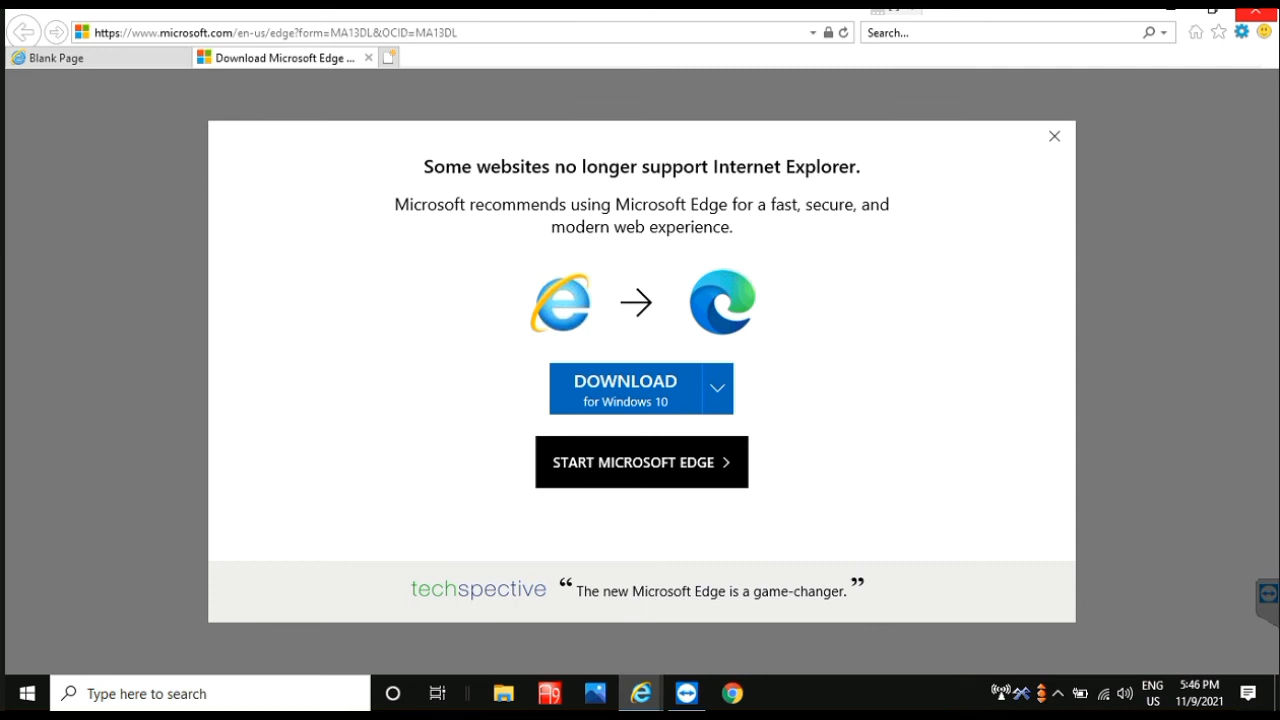 https://www.microsoft.com/en-us/edge?form=MA13DL&OCID=MA13DL
Search...
Blank Page
Download Microsoft Edge ...
Some websites no longer support Internet Explorer.
Microsoft recommends using Microsoft Edge for a fast, secure, and
modern web experience.
DOWNLOAD
for Windows 10
START MICROSOFT EDGE
techspective “ The new Microsoft Edge is a game-changer. ”
Type here to search
ENG
US
5:46 PM
11/9/2021